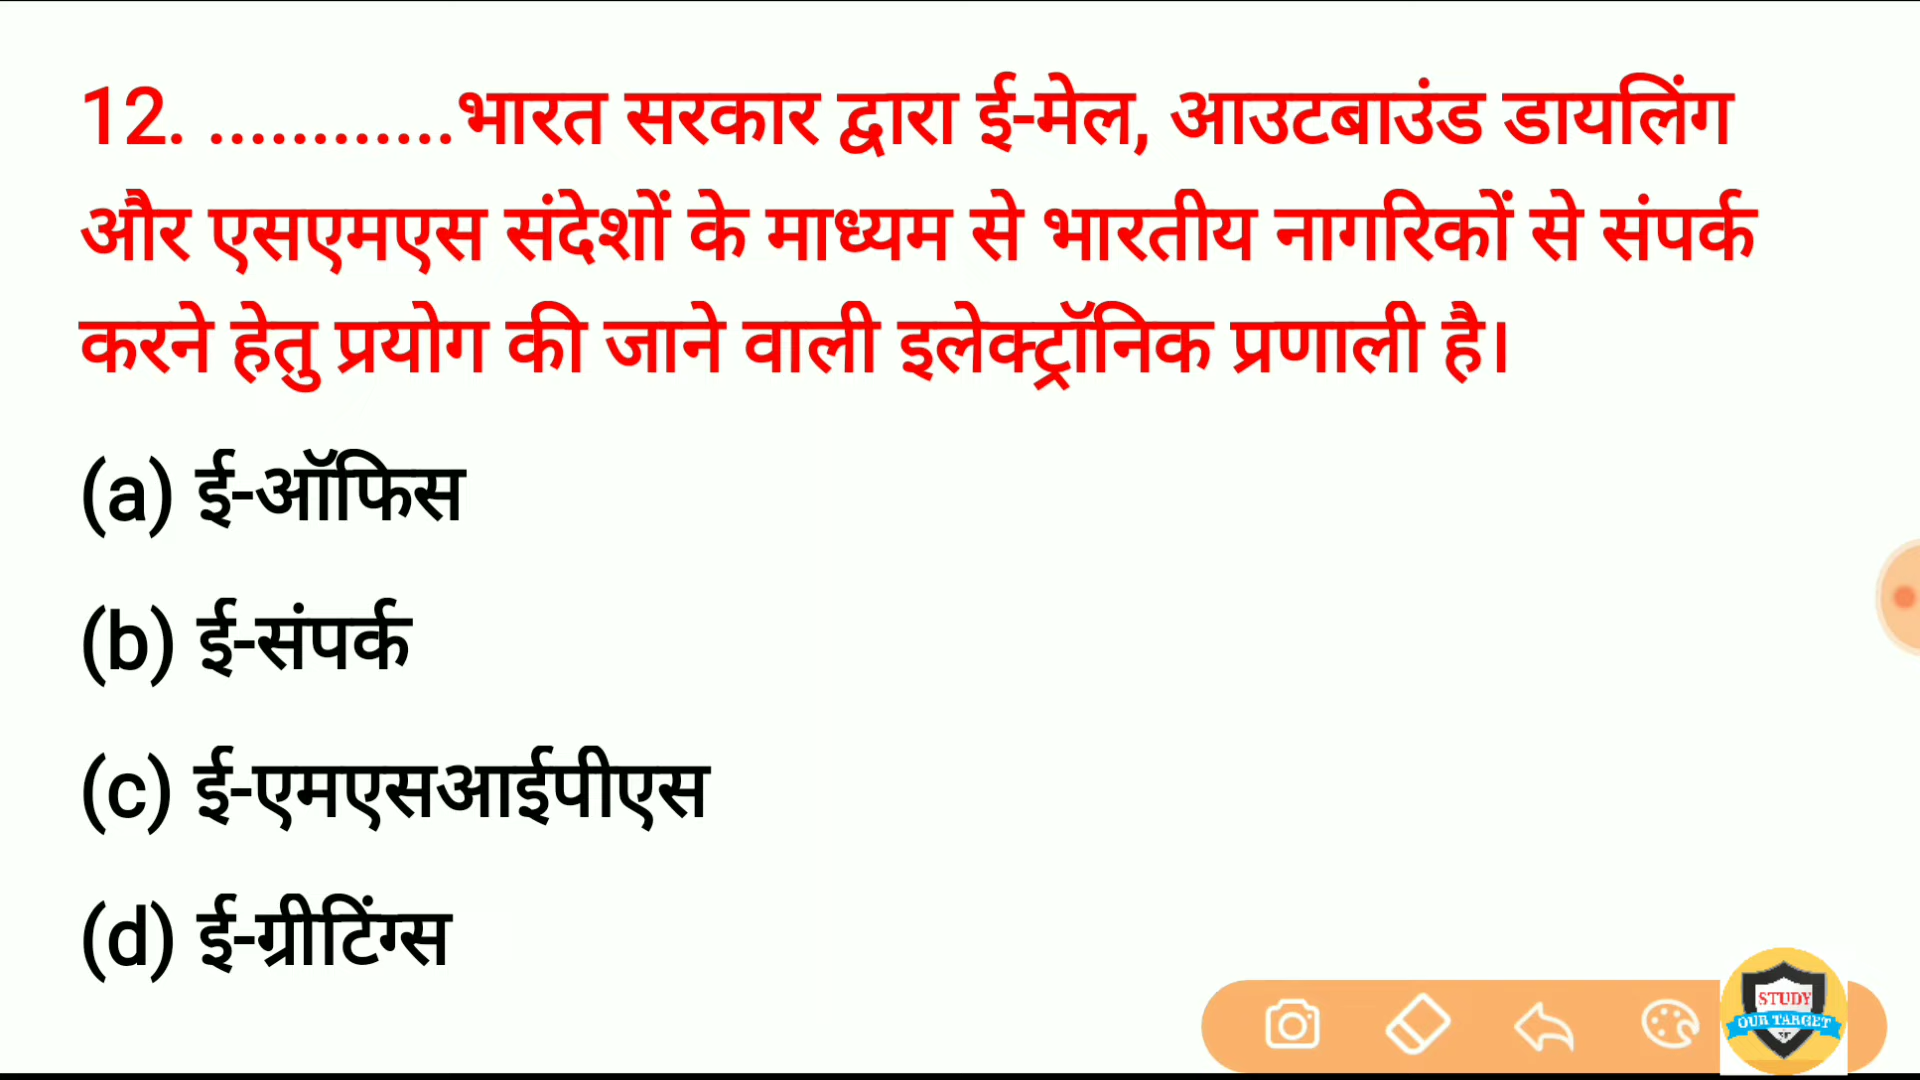 12. ............भारत सरकार द्वारा ई-मेल, आउटबाउंड डायलिंग
और एसएमएस संदेशों के माध्यम से भारतीय नागरिकों से संपर्क
करने हेतु प्रयोग की जाने वाली इलेक्ट्रॉनिक प्रणाली है।
(a) ई-ऑफिस
(b) ई-संपर्क
(c) ई-एमएसआईपीएस
(d) ई-ग्रीटिंग्स
STUDY
OUR TARGET